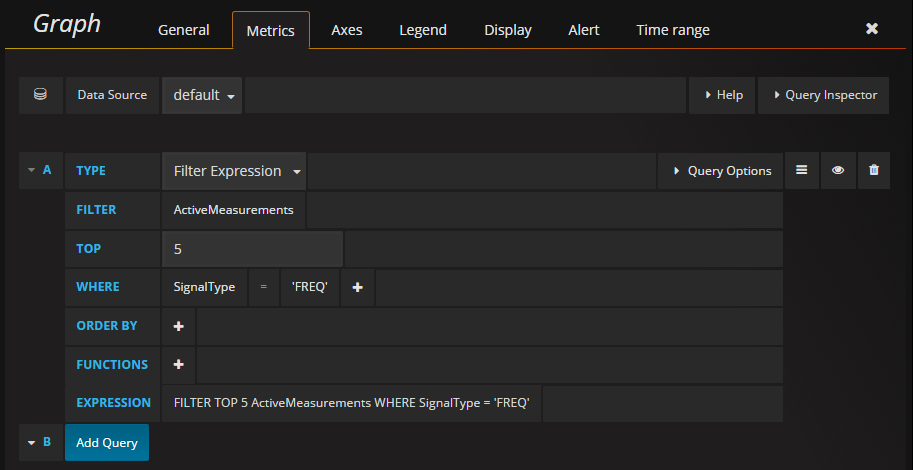 Graph General Metrics Axes Legend Display Alert Time range
Data Source default Help Query Inspector
A TYPE Filter Expression Query Options
FILTER ActiveMeasurements
TOP 5
WHERE SignalType = 'FREQ'
ORDER BY
FUNCTIONS
EXPRESSION FILTER TOP 5 ActiveMeasurements WHERE SignalType = 'FREQ'
B Add Query